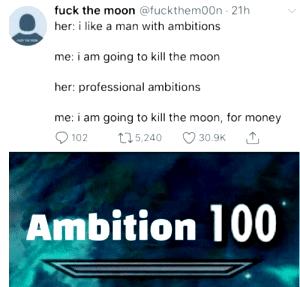 fuck the moon @fuckthem00n · 21h
her: i like a man with ambitions
me: i am going to kill the moon
her: professional ambitions
me: i am going to kill the moon, for money
102 5,240 30.9K
Ambition 100